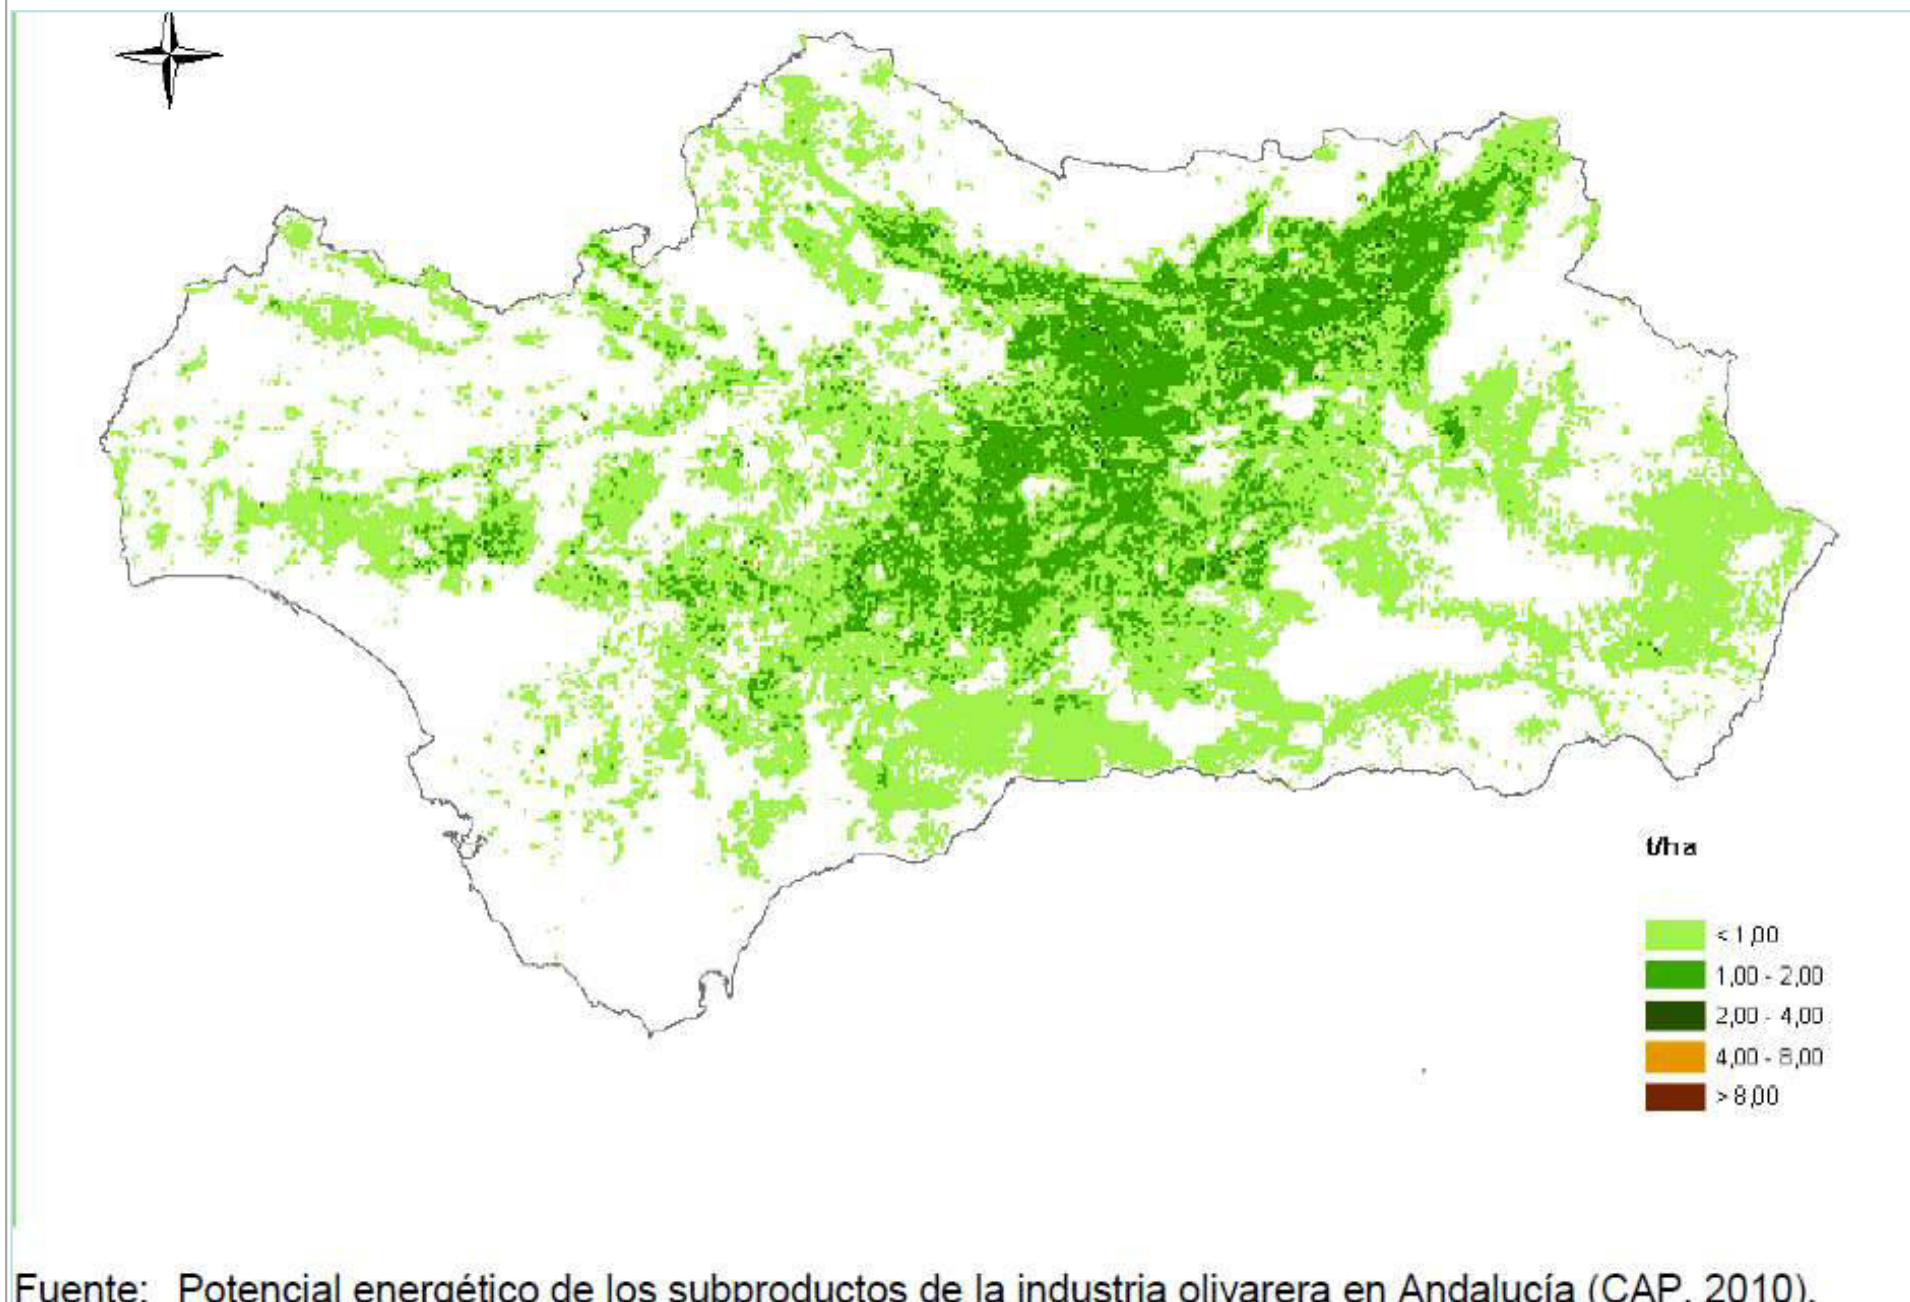 t/ha
< 1,00
1,00 - 2,00
2,00 - 4,00
4,00 - 8,00
> 8,00
Fuente: Potencial energético de los subproductos de la industria olivarera en Andalucía (CAP, 2010).